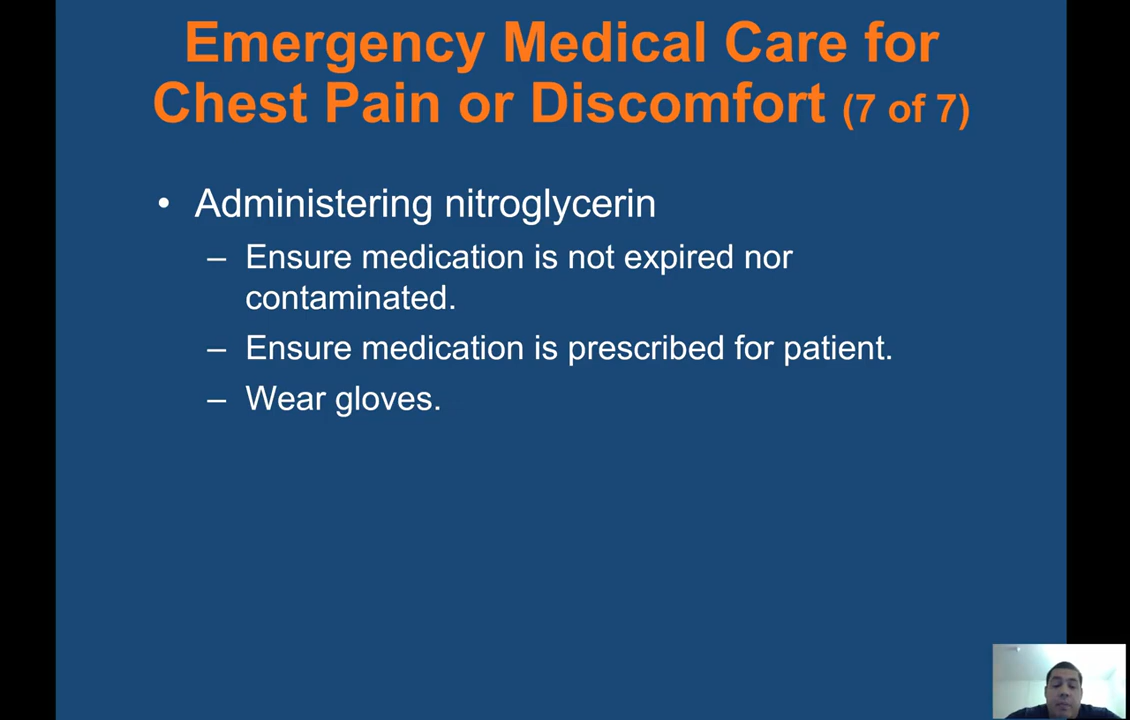 Emergency Medical Care for
Chest Pain or Discomfort (7 of 7)
• Administering nitroglycerin
– Ensure medication is not expired nor
contaminated.
– Ensure medication is prescribed for patient.
– Wear gloves.